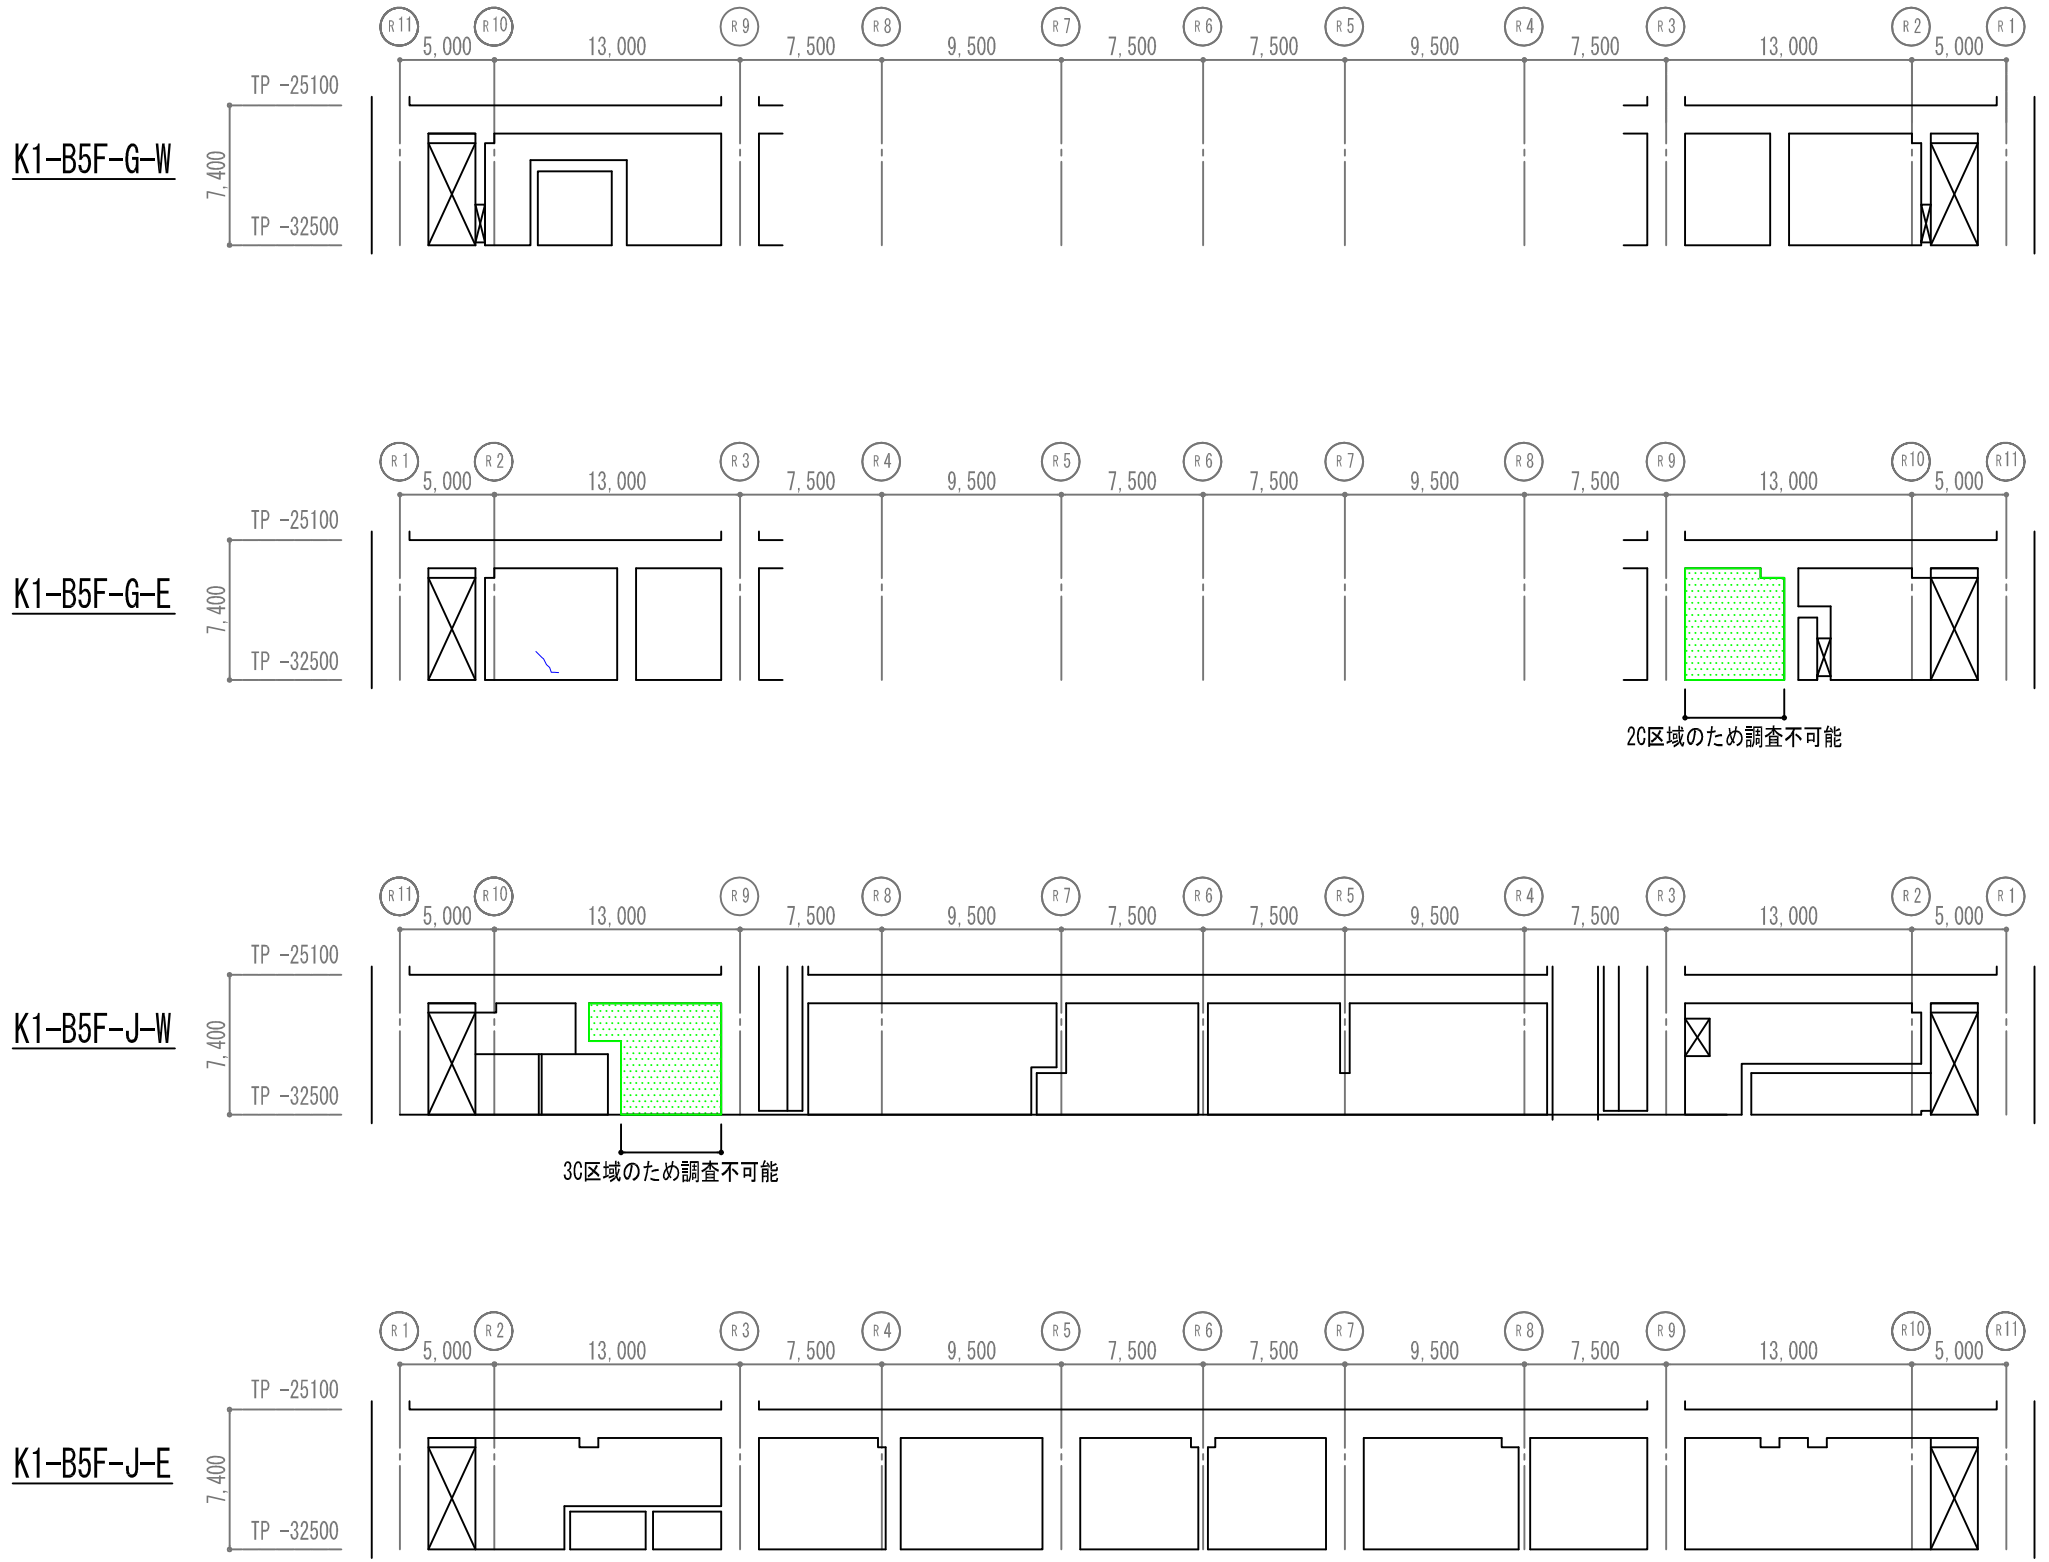 R11 R10 R9 R8 R7 R6 R5 R4 R3 R2 R1
5,000 13,000 7,500 9,500 7,500 7,500 9,500 7,500 13,000 5,000
TP -25100
K1-B5F-G-W
7,400
TP -32500
R1 R2 R3 R4 R5 R6 R7 R8 R9 R10 R11
5,000 13,000 7,500 9,500 7,500 7,500 9,500 7,500 13,000 5,000
TP -25100
K1-B5F-G-E
7,400
TP -32500
2C区域のため調査不可能
R11 R10 R9 R8 R7 R6 R5 R4 R3 R2 R1
5,000 13,000 7,500 9,500 7,500 7,500 9,500 7,500 13,000 5,000
TP -25100
K1-B5F-J-W
7,400
TP -32500
3C区域のため調査不可能
R1 R2 R3 R4 R5 R6 R7 R8 R9 R10 R11
5,000 13,000 7,500 9,500 7,500 7,500 9,500 7,500 13,000 5,000
TP -25100
K1-B5F-J-E
7,400
TP -32500